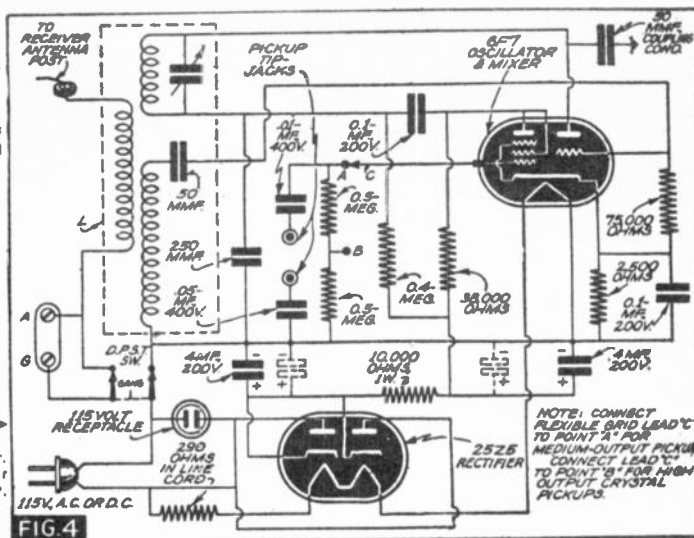 TO
RECEIVER
ANTENNA
POST
PICKUP
TIP-
JACKS
6F7
OSCILLATOR
& MIXER
50
MMF.
COUPLING
COND.
.01-
MF.
400V.
0.1-
MF.
200V.
A
C
50
MMF.
L
0.5-
MEG.
B
250
MMF.
75,000
OHMS
.05-
MF.
400V.
0.5-
MEG.
0.4-
MEG.
38,000
OHMS
2,500
OHMS
0.1-
MF.
200V.
A
G
D.P.S.T.
SW.
GANG
4 MF.
200V.
10,000
OHMS
1W.
4 MF.
200V.
115 VOLT
RECEPTACLE
290
OHMS
IN LINE
CORD
25Z5
RECTIFIER
NOTE: CONNECT
FLEXIBLE GRID LEAD "C"
TO POINT "A" FOR
MEDIUM-OUTPUT PICKUP,
CONNECT LEAD "C"
TO POINT "B" FOR HIGH
OUTPUT CRYSTAL
PICKUPS.
115V., A.C. OR D.C.
FIG. 4